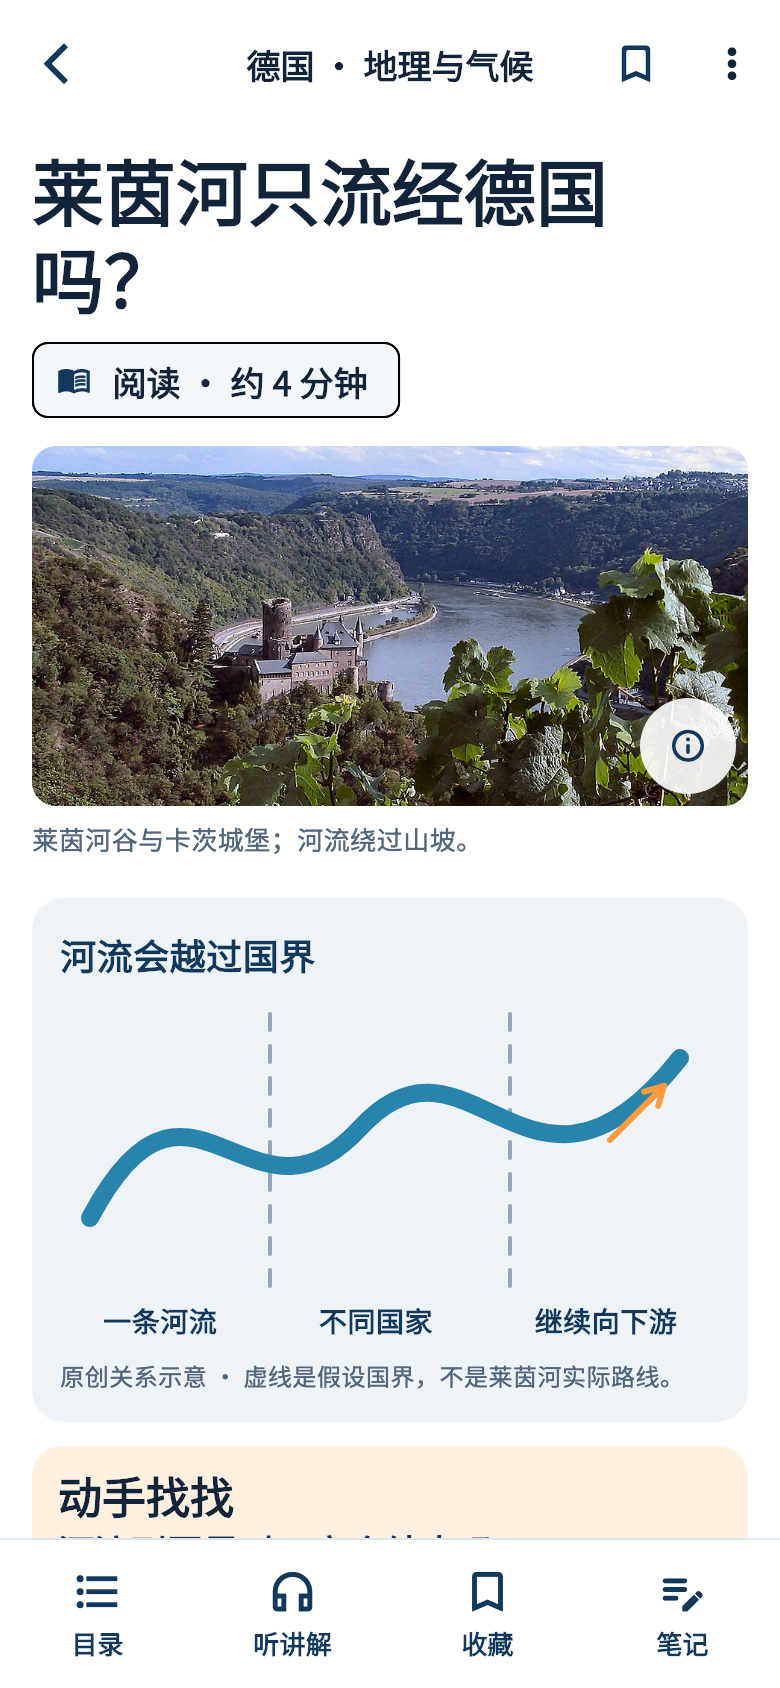 德国 · 地理与气候
莱茵河只流经德国
吗？
阅读 · 约 4 分钟
莱茵河谷与卡茨城堡；河流绕过山坡。
河流会越过国界
一条河流
不同国家
继续向下游
原创关系示意 · 虚线是假设国界，不是莱茵河实际路线。
动手找找
目录
听讲解
收藏
笔记